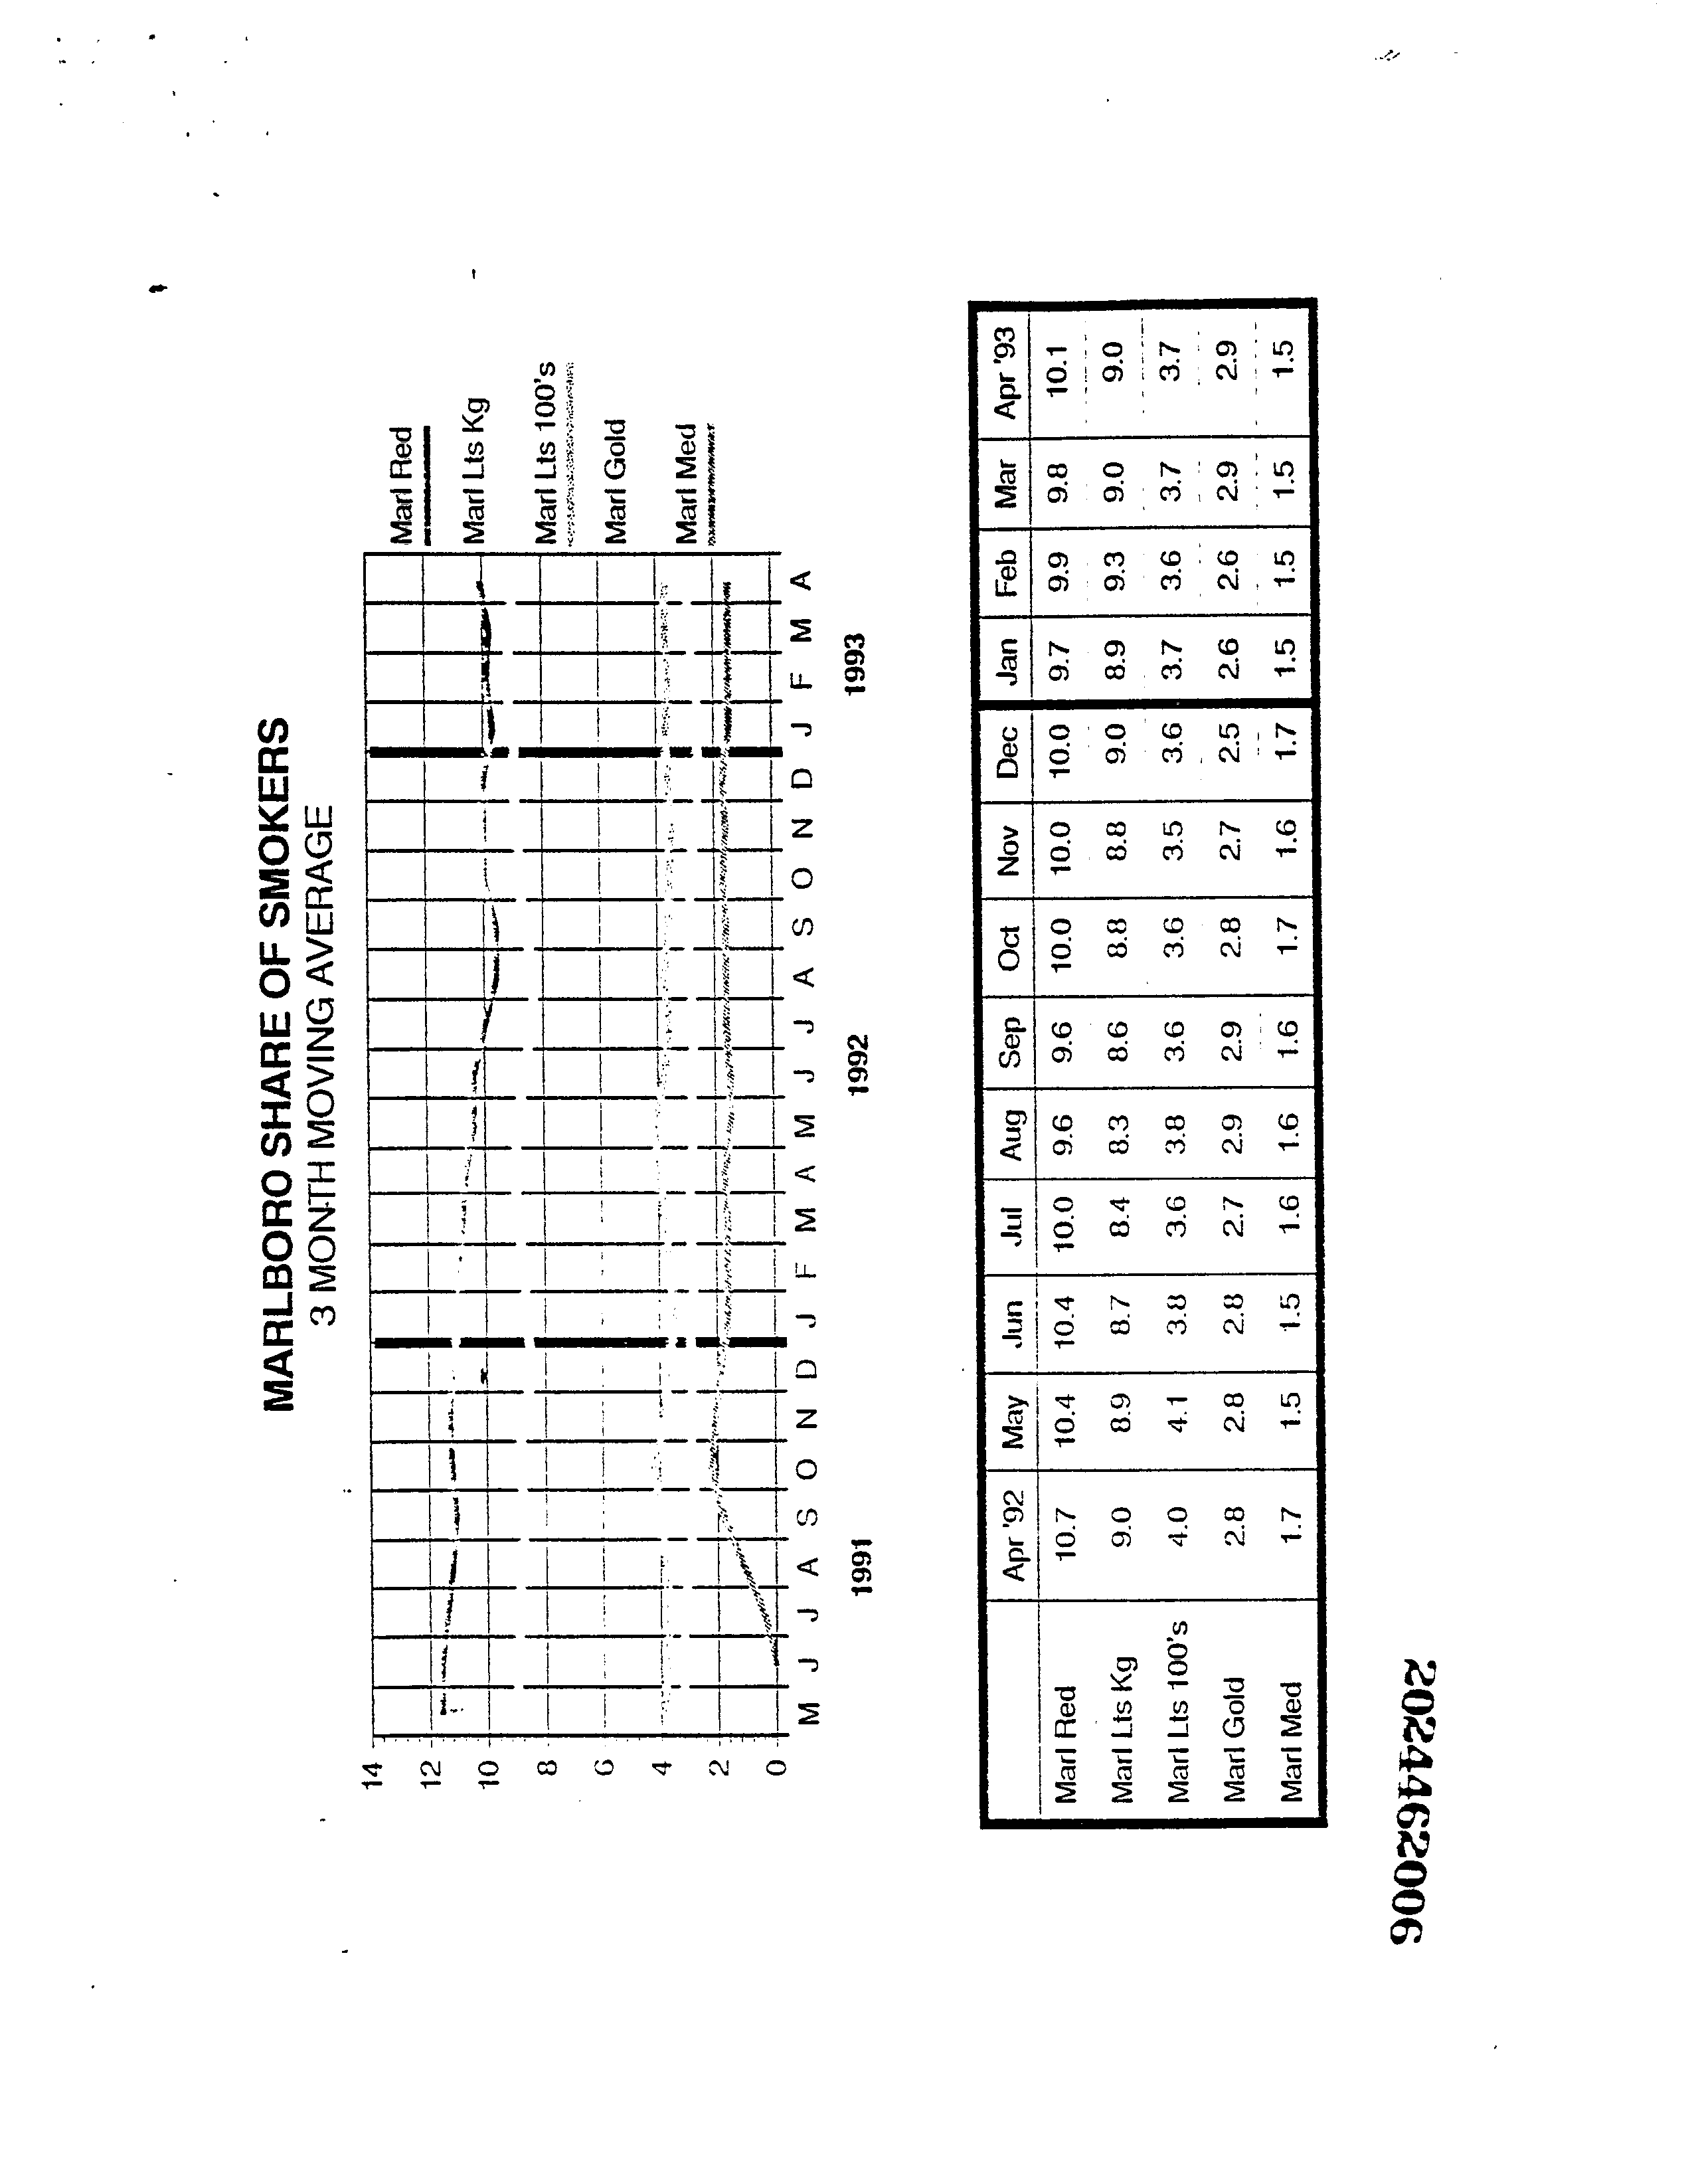 MARLBORO SHARE OF SMOKERS
3 MONTH MOVING AVERAGE
14
12
10
8
6
4
2
0
M J J A S O N D J F M A M J J A S O N D J F M A
1991 1992 1993
Marl Red
Marl Lts Kg
Marl Lts 100's
Marl Gold
Marl Med
Apr '92 May Jun Jul Aug Sep Oct Nov Dec Jan Feb Mar Apr '93
Marl Red 10.7 10.4 10.4 10.0 9.6 9.6 10.0 10.0 10.0 9.7 9.9 9.8 10.1
Marl Lts Kg 9.0 8.9 8.7 8.4 8.3 8.6 8.8 8.8 9.0 8.9 9.3 9.0 9.0
Marl Lts 100's 4.0 4.1 3.8 3.6 3.8 3.6 3.6 3.5 3.6 3.7 3.6 3.7 3.7
Marl Gold 2.8 2.8 2.8 2.7 2.9 2.9 2.8 2.7 2.5 2.6 2.6 2.9 2.9
Marl Med 1.7 1.5 1.5 1.6 1.6 1.6 1.7 1.6 1.7 1.5 1.5 1.5 1.5
2024462006